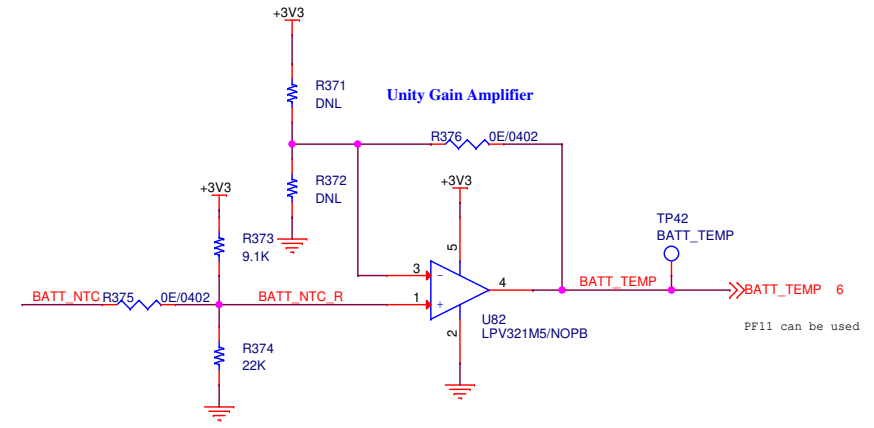 +3V3
R371
DNL
Unity Gain Amplifier
R376 0E/0402
R372
DNL
+3V3
+3V3
TP42
BATT_TEMP
R373
9.1K
5
3
4
BATT_TEMP
BATT_NTC R375 0E/0402
BATT_NTC_R
1
BATT_TEMP 6
U82
LPV321M5/NOPB
2
PF11 can be used
R374
22K